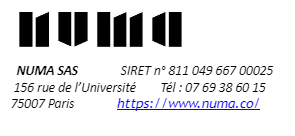 numa
NUMA SAS SIRET n° 811 049 667 00025
156 rue de l'Université Tél : 07 69 38 60 15
75007 Paris https://www.numa.co/